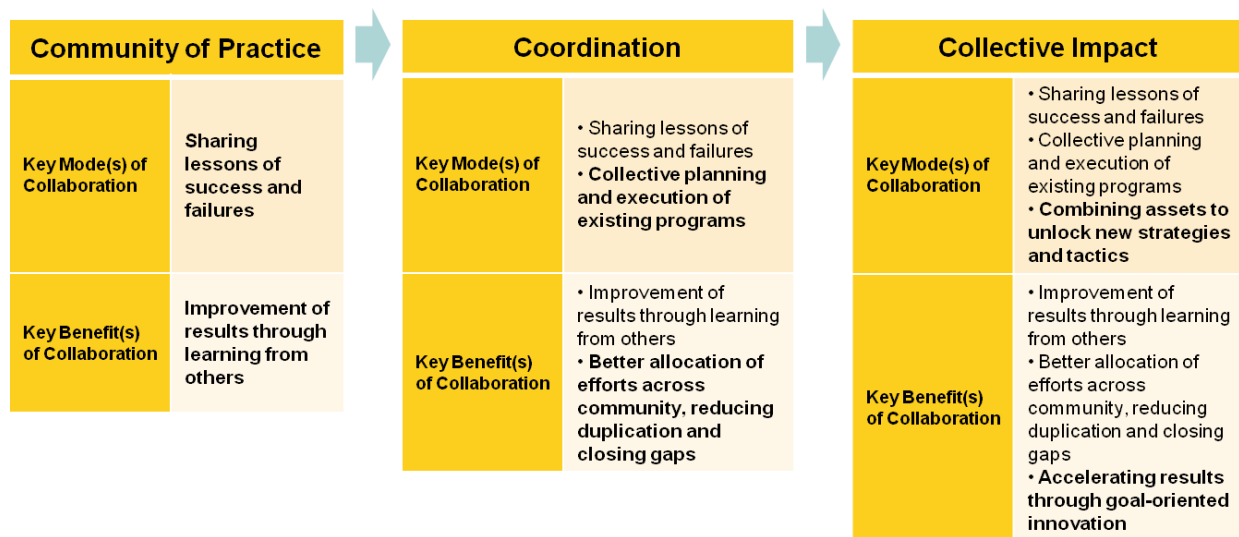 Community of Practice
Key Mode(s) of
Collaboration
Sharing
lessons of
success and
failures
Key Benefit(s)
of Collaboration
Improvement of
results through
learning from
others
Coordination
Key Mode(s) of
Collaboration
• Sharing lessons of
success and failures
• Collective planning
and execution of
existing programs
Key Benefit(s)
of Collaboration
• Improvement of
results through learning
from others
• Better allocation of
efforts across
community, reducing
duplication and
closing gaps
Collective Impact
Key Mode(s) of
Collaboration
• Sharing lessons of
success and failures
• Collective planning
and execution of
existing programs
• Combining assets to
unlock new strategies
and tactics
Key Benefit(s)
of Collaboration
• Improvement of
results through learning
from others
• Better allocation of
efforts across
community, reducing
duplication and closing
gaps
• Accelerating results
through goal-oriented
innovation